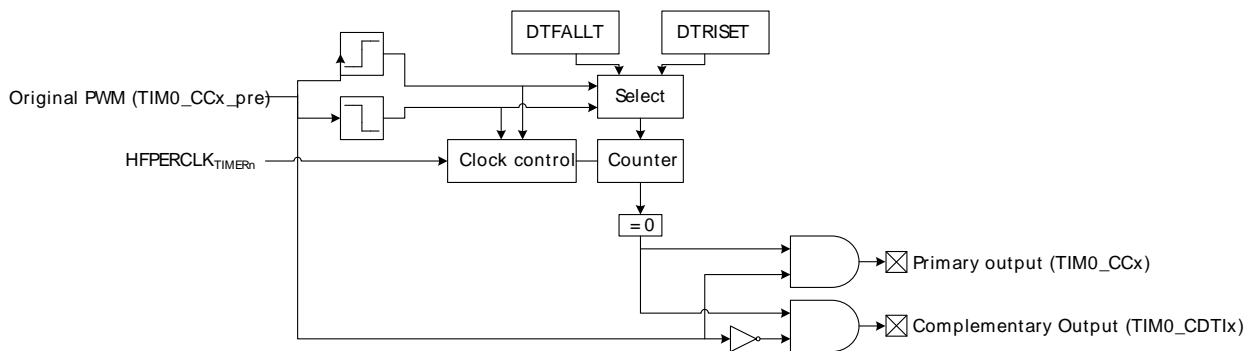 DTFALLT
DTRISET
Original PWM (TIM0_CCx_pre)
Select
HFPERCLKTIMERn
Clock control
Counter
= 0
Primary output (TIM0_CCx)
Complementary Output (TIM0_CDTIx)